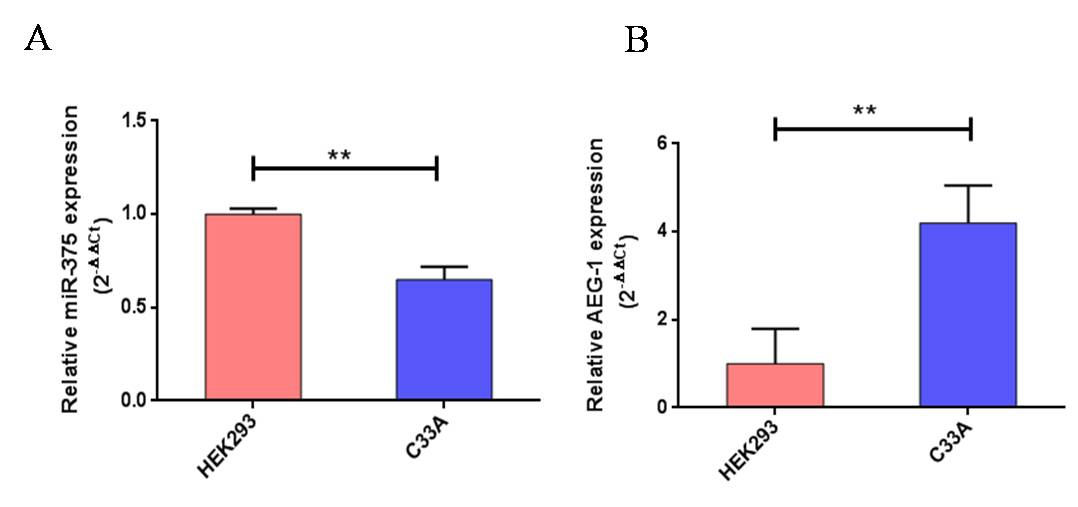 A
Relative miR-375 expression
(2-ΔΔCt)
1.5
1.0
0.5
0.0
**
HEK293
C33A
B
Relative AEG-1 expression
(2-ΔΔCt)
6
4
2
0
**
HEK293
C33A